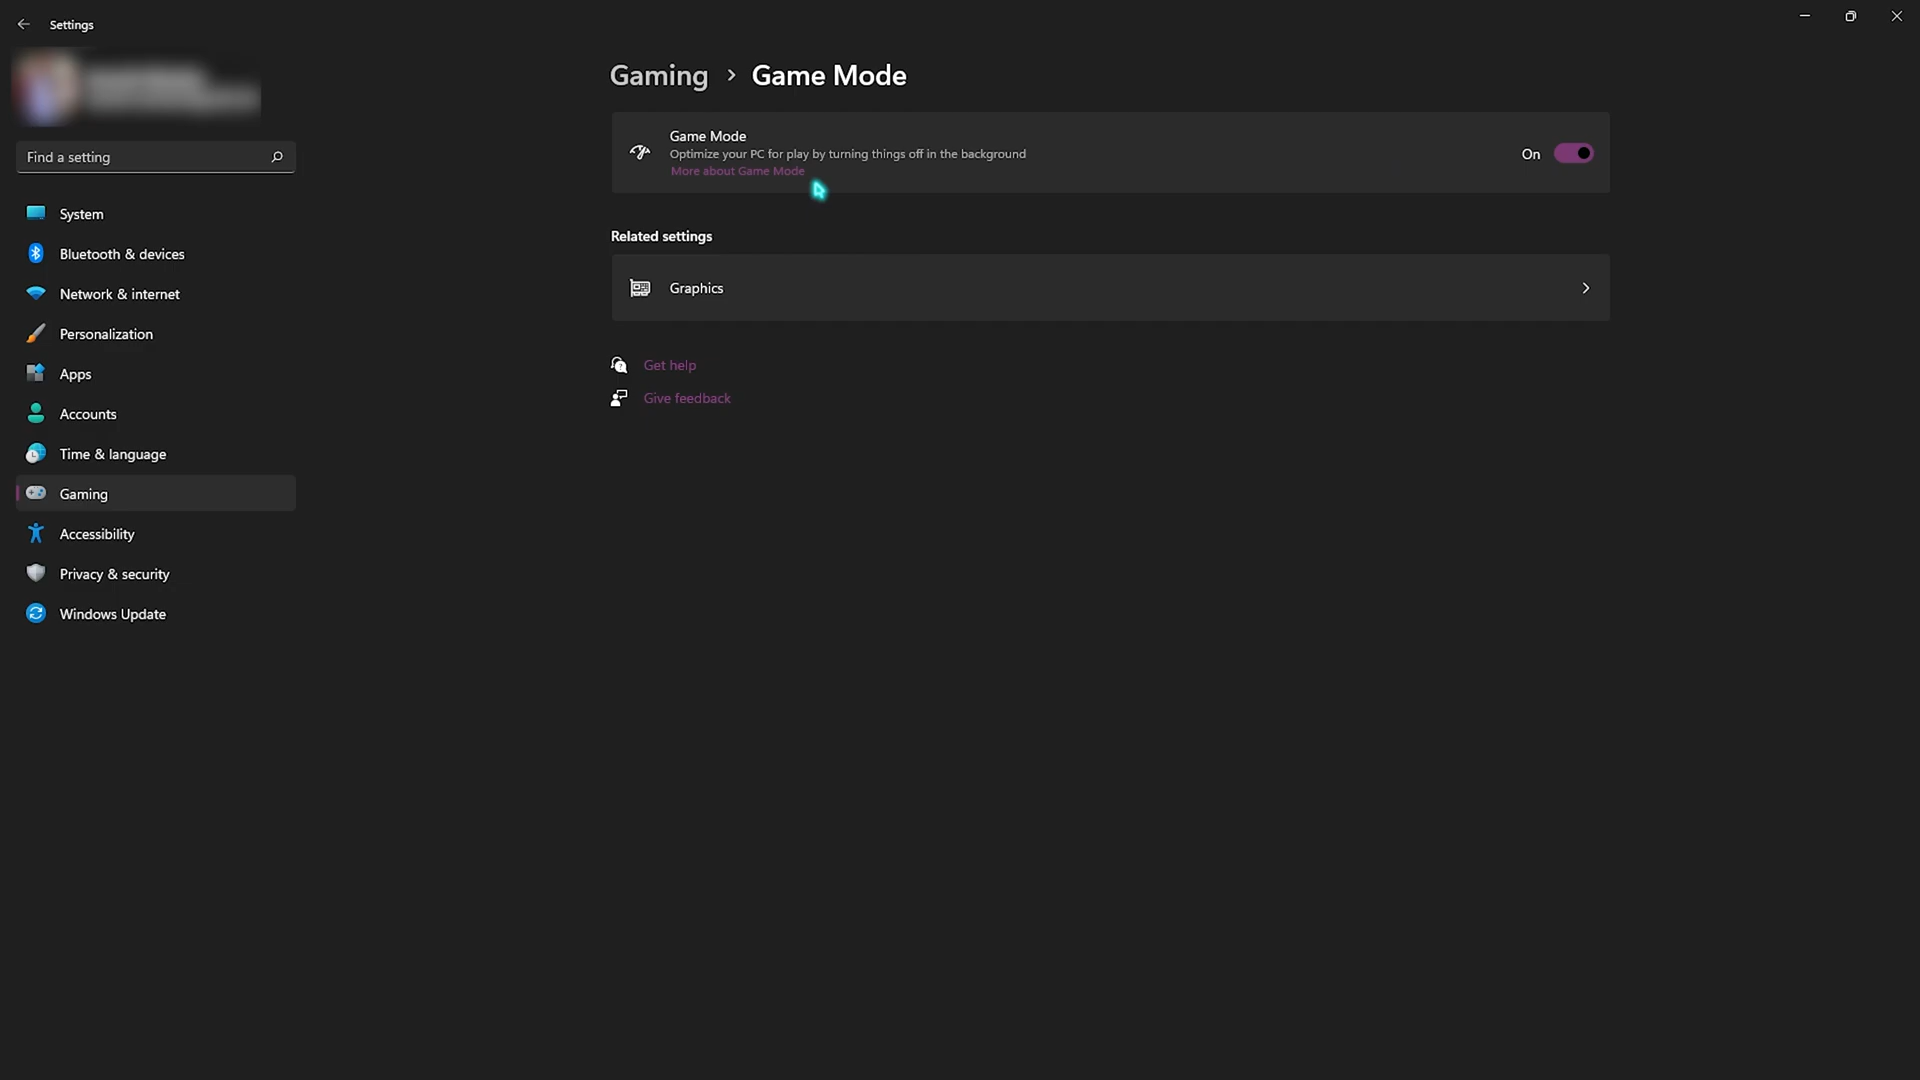 Settings
Find a setting
System
Bluetooth & devices
Network & internet
Personalization
Apps
Accounts
Time & language
Gaming
Accessibility
Privacy & security
Windows Update
Gaming > Game Mode
Game Mode
Optimize your PC for play by turning things off in the background
More about Game Mode
On
Related settings
Graphics
Get help
Give feedback